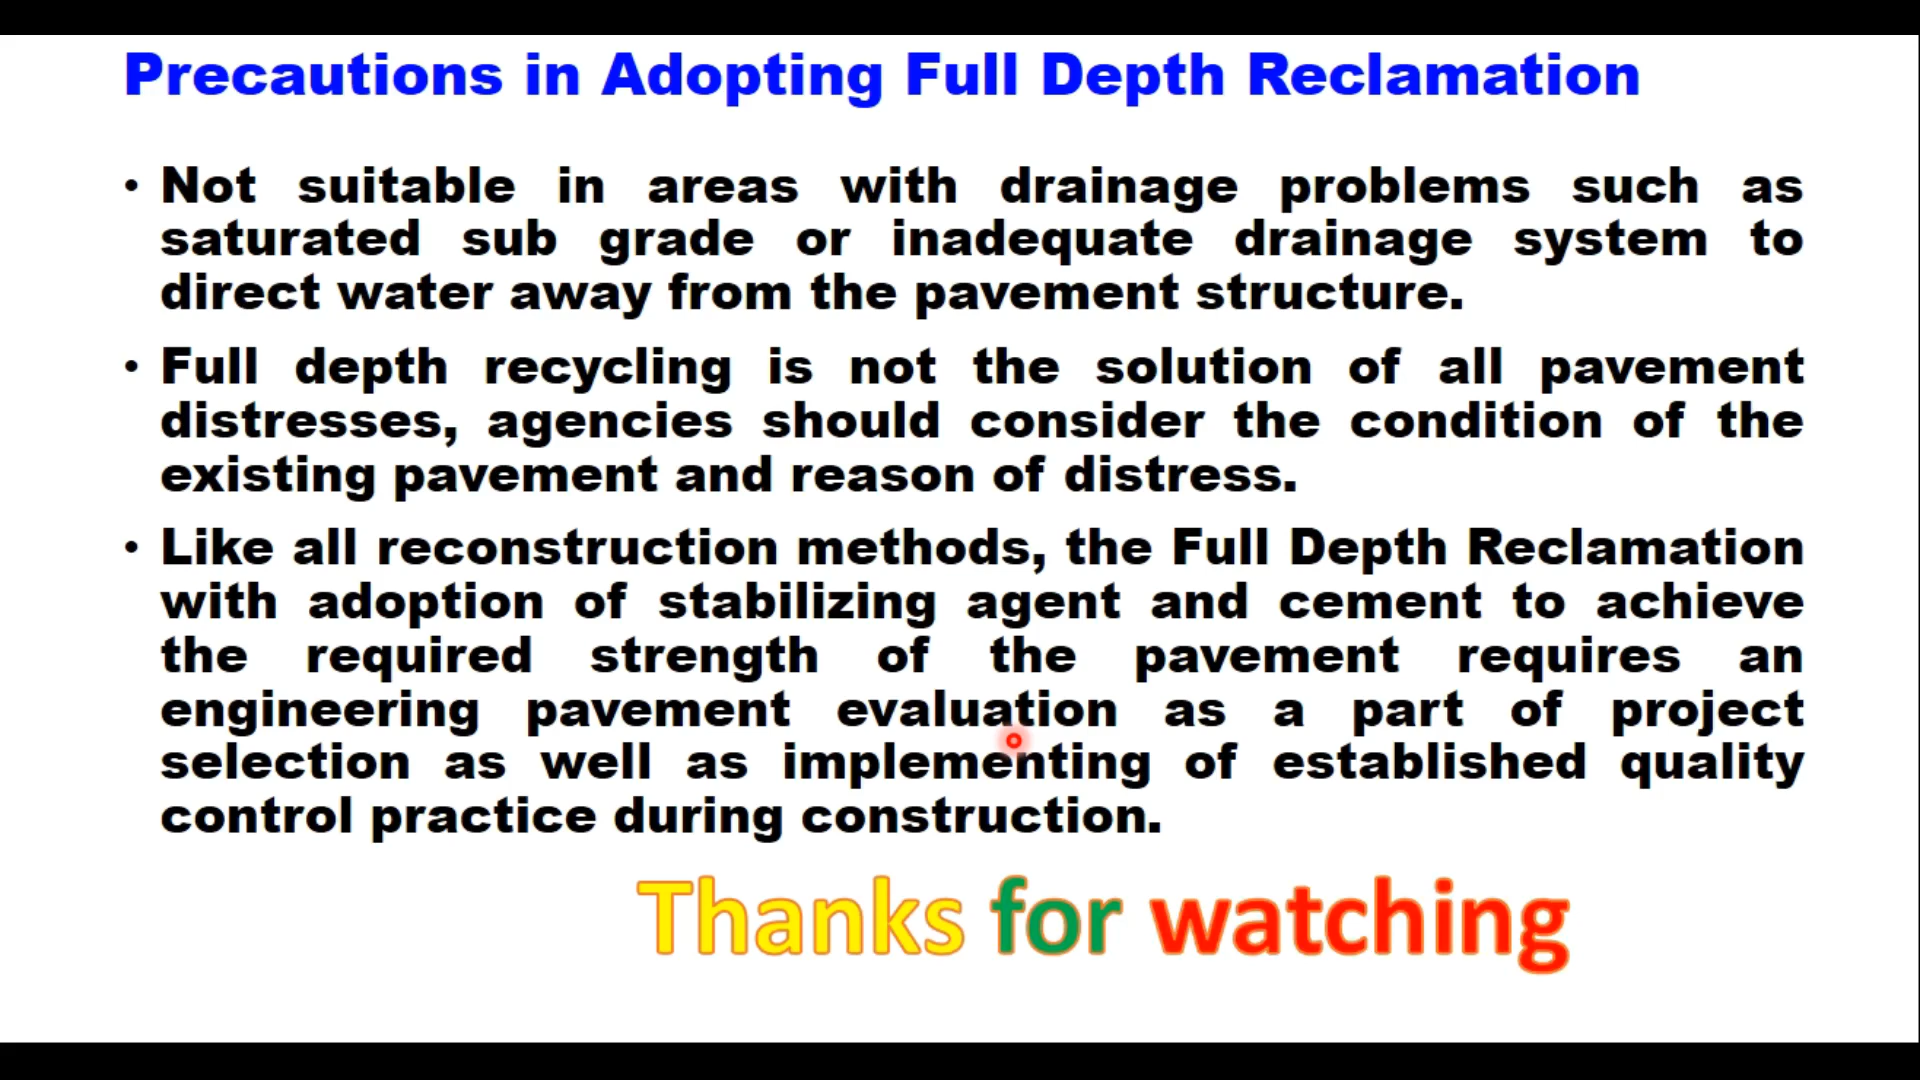 Precautions in Adopting Full Depth Reclamation
• Not suitable in areas with drainage problems such as
saturated sub grade or inadequate drainage system to
direct water away from the pavement structure.
• Full depth recycling is not the solution of all pavement
distresses, agencies should consider the condition of the
existing pavement and reason of distress.
• Like all reconstruction methods, the Full Depth Reclamation
with adoption of stabilizing agent and cement to achieve
the required strength of the pavement requires an
engineering pavement evaluation as a part of project
selection as well as implementing of established quality
control practice during construction.
Thanks for watching